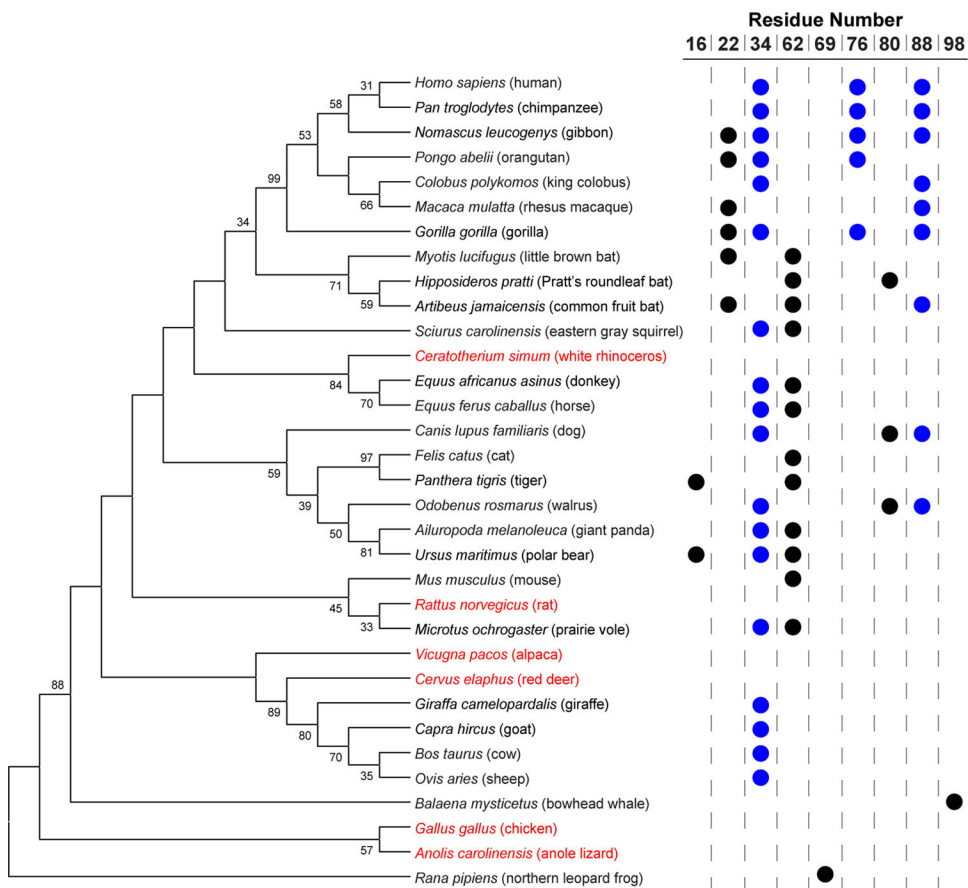 Residue Number
16 | 22 | 34 | 62 | 69 | 76 | 80 | 88 | 98
Homo sapiens (human)
31
Pan troglodytes (chimpanzee)
58
Nomascus leucogenys (gibbon)
53
Pongo abelii (orangutan)
Colobus polykomos (king colobus)
99
66
Macaca mulatta (rhesus macaque)
34
Gorilla gorilla (gorilla)
Myotis lucifugus (little brown bat)
71
Hipposideros pratti (Pratt's roundleaf bat)
59
Artibeus jamaicensis (common fruit bat)
Sciurus carolinensis (eastern gray squirrel)
Ceratotherium simum (white rhinoceros)
84
Equus africanus asinus (donkey)
70
Equus ferus caballus (horse)
Canis lupus familiaris (dog)
97
Felis catus (cat)
59
Panthera tigris (tiger)
39
Odobenus rosmarus (walrus)
50
Ailuropoda melanoleuca (giant panda)
81
Ursus maritimus (polar bear)
Mus musculus (mouse)
45
Rattus norvegicus (rat)
33
Microtus ochrogaster (prairie vole)
Vicugna pacos (alpaca)
88
Cervus elaphus (red deer)
89
Giraffa camelopardalis (giraffe)
80
Capra hircus (goat)
70
Bos taurus (cow)
35
Ovis aries (sheep)
Balaena mysticetus (bowhead whale)
Gallus gallus (chicken)
57
Anolis carolinensis (anole lizard)
Rana pipiens (northern leopard frog)